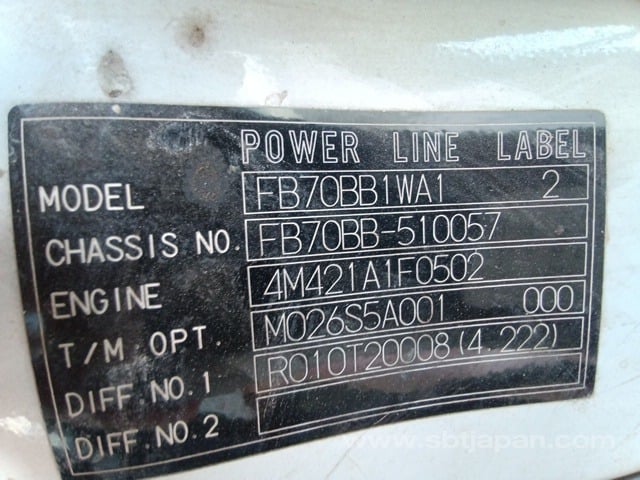 POWER LINE LABEL
MODEL FB70BB1WA1 2
CHASSIS NO. FB70BB-510057
ENGINE 4M421A1F0502
T/M OPT. M026S5A001 000
DIFF NO.1 R010T20008(4.222)
DIFF.NO.2
www.sbtjapan.com